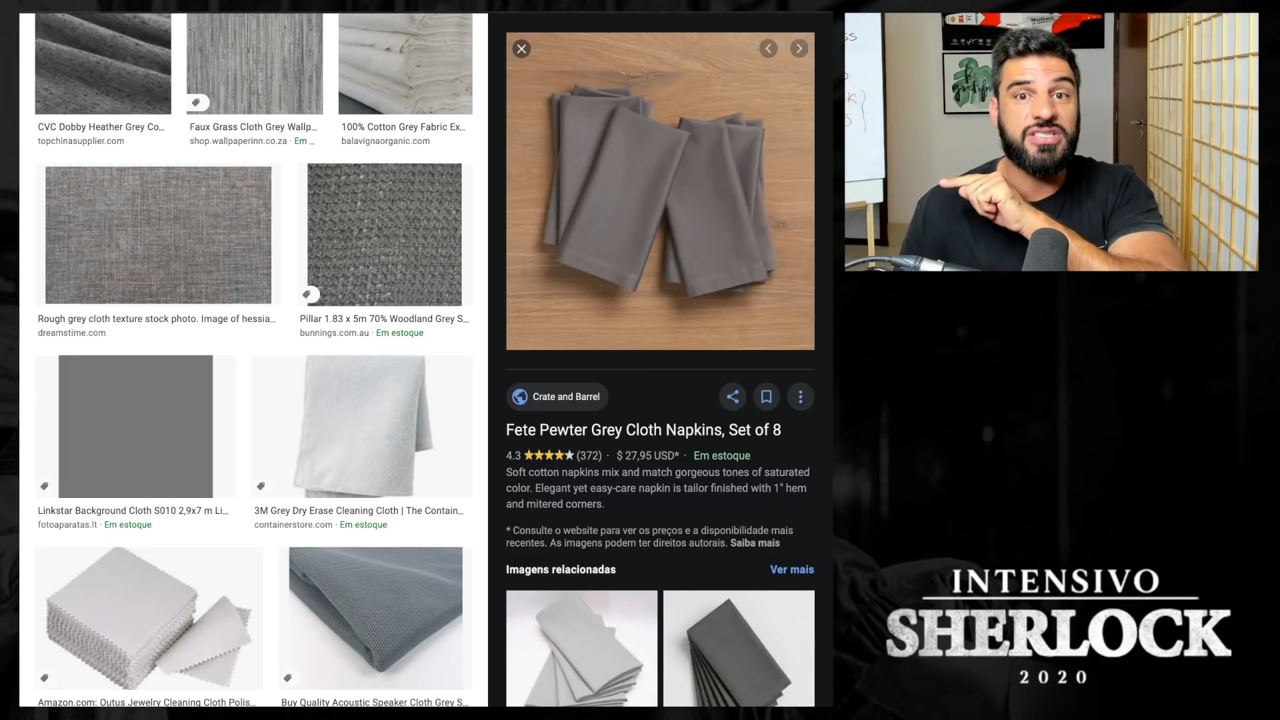 CVC Dobby Heather Grey Co...
topchinasupplier.com
Faux Grass Cloth Grey Wallp...
shop.wallpaperinn.co.za · Em ...
100% Cotton Grey Fabric Ex...
balavignaorganic.com
Rough grey cloth texture stock photo. Image of hessia...
dreamstime.com
Pillar 1.83 x 5m 70% Woodland Grey S...
bunnings.com.au · Em estoque
Linkstar Background Cloth S010 2,9x7 m Li...
fotoaparatas.lt · Em estoque
3M Grey Dry Erase Cleaning Cloth | The Contain...
containerstore.com · Em estoque
Amazon.com: Outus Jewelry Cleaning Cloth Polis...
Buy Quality Acoustic Speaker Cloth Grey S...
Crate and Barrel
Fete Pewter Grey Cloth Napkins, Set of 8
4.3 ★★★★★ (372) · $ 27,95 USD* · Em estoque
Soft cotton napkins mix and match gorgeous tones of saturated
color. Elegant yet easy-care napkin is tailor finished with 1" hem
and mitered corners.
* Consulte o website para ver os preços e a disponibilidade mais
recentes. As imagens podem ter direitos autorais. Saiba mais
Imagens relacionadas
Ver mais
INTENSIVO
SHERLOCK
2020